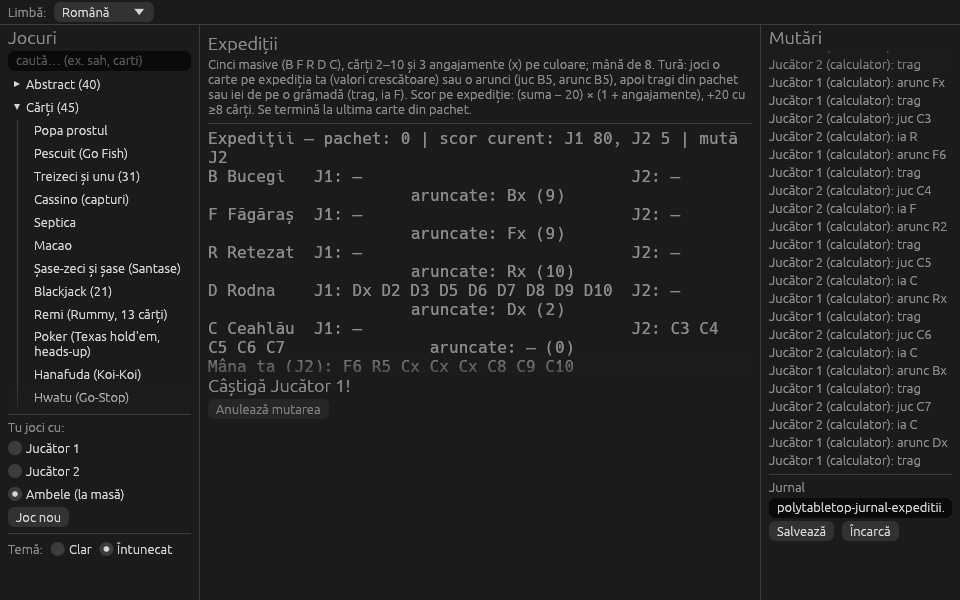 Limbă: Română
Jocuri
caută... (ex. sah, carti)
Abstract (40)
Cărți (45)
Popa prostul
Pescuit (Go Fish)
Treizeci și unu (31)
Cassino (capturi)
Septica
Macao
Șase-zeci și șase (Santase)
Blackjack (21)
Remi (Rummy, 13 cărți)
Poker (Texas hold'em,
heads-up)
Hanafuda (Koi-Koi)
Hwatu (Go-Stop)
Tu joci cu:
Jucător 1
Jucător 2
Ambele (la masă)
Joc nou
Temă: Clar Întunecat
Expediții
Cinci masive (B F R D C), cărți 2–10 și 3 angajamente (x) pe culoare; mână de 8. Tură: joci o
carte pe expediția ta (valori crescătoare) sau o arunci (juc B5, arunc B5), apoi tragi din pachet
sau iei de pe o grămadă (trag, ia F). Scor pe expediție: (suma − 20) × (1 + angajamente), +20 cu
≥8 cărți. Se termină la ultima carte din pachet.
Expediții — pachet: 0 | scor curent: J1 80, J2 5 | mută
J2
B Bucegi J1: — J2: —
aruncate: Bx (9)
F Făgăraș J1: — J2: —
aruncate: Fx (9)
R Retezat J1: — J2: —
aruncate: Rx (10)
D Rodna J1: Dx D2 D3 D5 D6 D7 D8 D9 D10 J2: —
aruncate: Dx (2)
C Ceahlău J1: — J2: C3 C4
C5 C6 C7 aruncate: — (0)
Mâna ta (J2): F6 R5 Cx Cx Cx C8 C9 C10
Câștigă Jucător 1!
Anulează mutarea
Mutări
Jucător 2 (calculator): trag
Jucător 1 (calculator): arunc Fx
Jucător 1 (calculator): trag
Jucător 2 (calculator): juc C3
Jucător 2 (calculator): ia R
Jucător 1 (calculator): arunc F6
Jucător 1 (calculator): trag
Jucător 2 (calculator): juc C4
Jucător 2 (calculator): ia F
Jucător 1 (calculator): arunc R2
Jucător 1 (calculator): trag
Jucător 2 (calculator): juc C5
Jucător 2 (calculator): ia C
Jucător 1 (calculator): arunc Rx
Jucător 1 (calculator): trag
Jucător 2 (calculator): juc C6
Jucător 2 (calculator): ia C
Jucător 1 (calculator): arunc Bx
Jucător 1 (calculator): trag
Jucător 2 (calculator): juc C7
Jucător 2 (calculator): ia C
Jucător 1 (calculator): arunc Dx
Jucător 1 (calculator): trag
Jurnal
polytabletop-jurnal-expeditii.
Salvează Încarcă